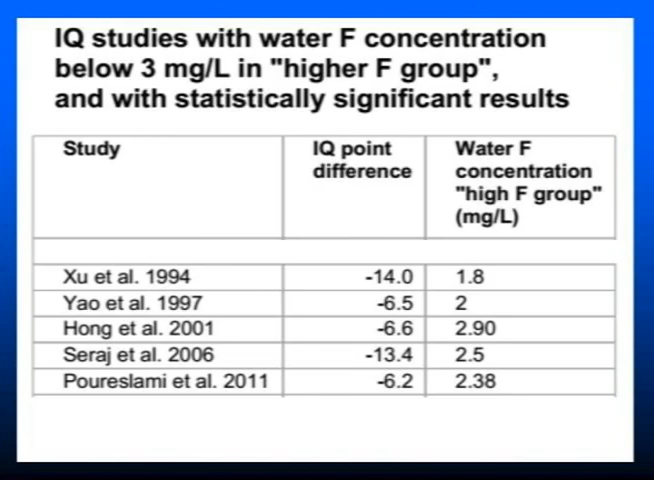 IQ studies with water F concentration
below 3 mg/L in "higher F group",
and with statistically significant results
Study IQ point difference Water F concentration "high F group" (mg/L)
Xu et al. 1994 -14.0 1.8
Yao et al. 1997 -6.5 2
Hong et al. 2001 -6.6 2.90
Seraj et al. 2006 -13.4 2.5
Poureslami et al. 2011 -6.2 2.38